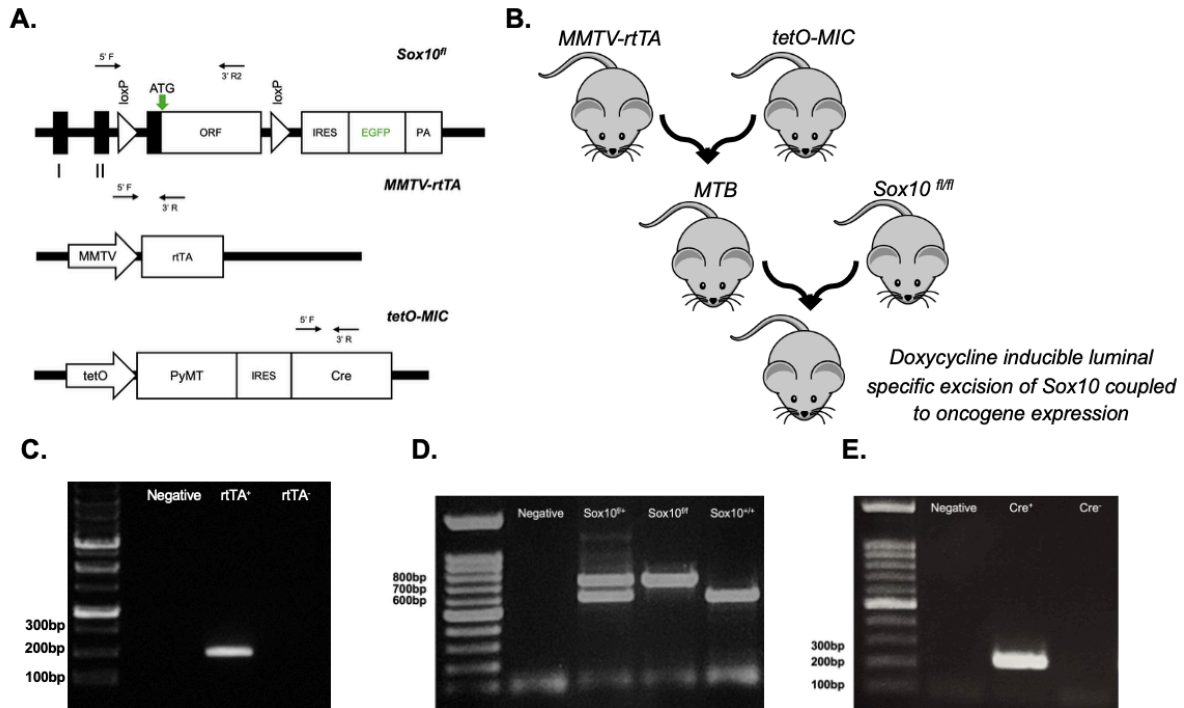 A.
Sox10fl
5' F
3' R2
loxP
ATG
loxP
ORF
IRES
EGFP
PA
I
II
MMTV-rtTA
5' F
3' R
MMTV
rtTA
tetO-MIC
5' F
3' R
tetO
PyMT
IRES
Cre
B.
MMTV-rtTA
tetO-MIC
MTB
Sox10 fl/fl
Doxycycline inducible luminal
specific excision of Sox10 coupled
to oncogene expression
C.
Negative
rtTA+
rtTA-
300bp
200bp
100bp
D.
Negative
Sox10fl/+
Sox10fl/fl
Sox10+/+
800bp
700bp
600bp
E.
Negative
Cre+
Cre-
300bp
200bp
100bp